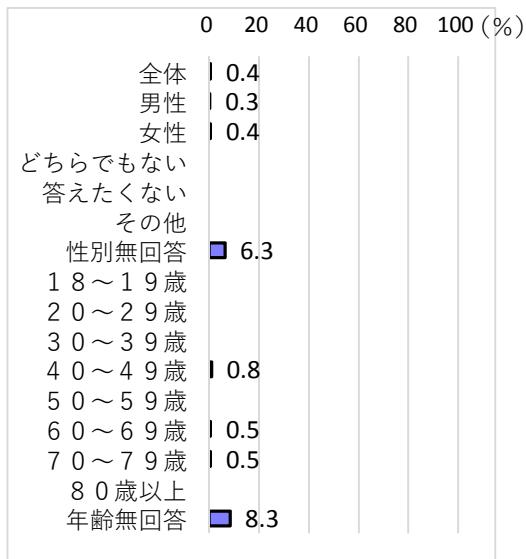 0 20 40 60 80 100 (%)
全体 0.4
男性 0.3
女性 0.4
どちらでもない
答えたくない
その他
性別無回答 6.3
１８～１９歳
２０～２９歳
３０～３９歳
４０～４９歳 0.8
５０～５９歳
６０～６９歳 0.5
７０～７９歳 0.5
８０歳以上
年齢無回答 8.3